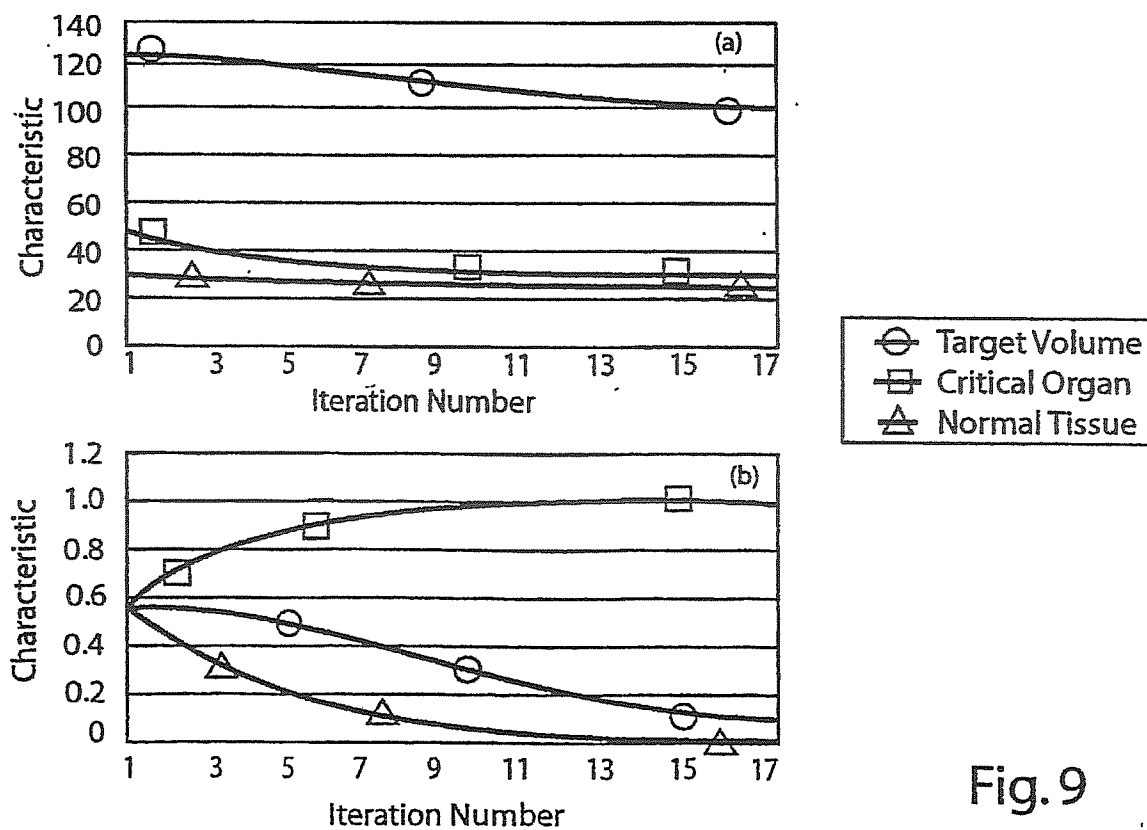 140
120
100
80
60
40
20
0
Characteristic
(a)
1 3 5 7 9 11 13 15 17
Iteration Number
Target Volume
Critical Organ
Normal Tissue
1.2
1.0
0.8
0.6
0.4
0.2
0
Characteristic
(b)
1 3 5 7 9 11 13 15 17
Iteration Number
Fig. 9